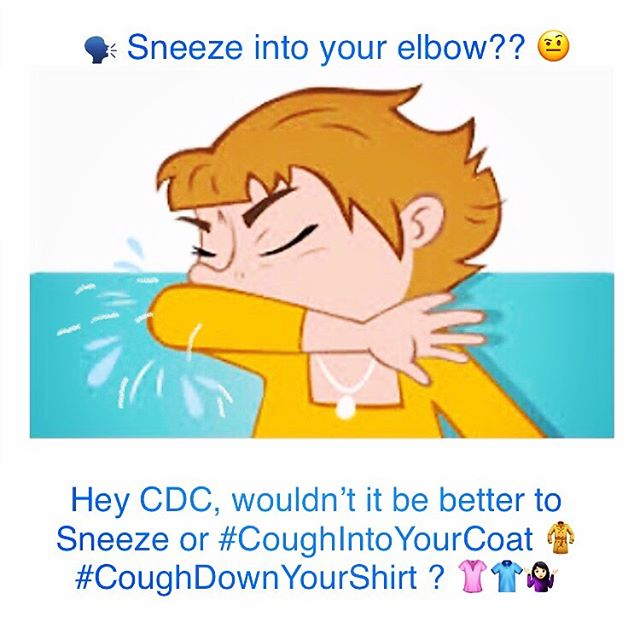 🗣 Sneeze into your elbow?? 🤨
Hey CDC, wouldn't it be better to
Sneeze or #CoughIntoYourCoat 🧥
#CoughDownYourShirt ? 👚👕🤷🏻‍♀️